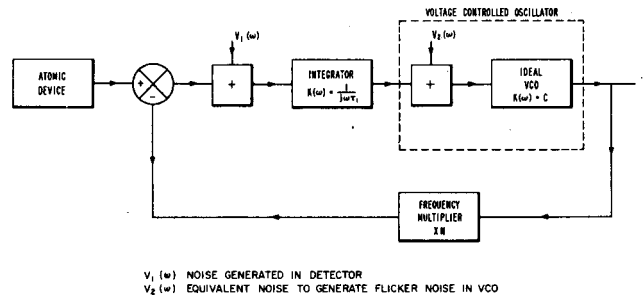 VOLTAGE CONTROLLED OSCILLATOR
V₁(ω)
V₂(ω)
ATOMIC
DEVICE
-
+
INTEGRATOR
K(ω) = 1/jωτ₁
+
IDEAL
VCO
K(ω) = C
FREQUENCY
MULTIPLIER
X N
V₁ (ω) NOISE GENERATED IN DETECTOR
V₂ (ω) EQUIVALENT NOISE TO GENERATE FLICKER NOISE IN VCO